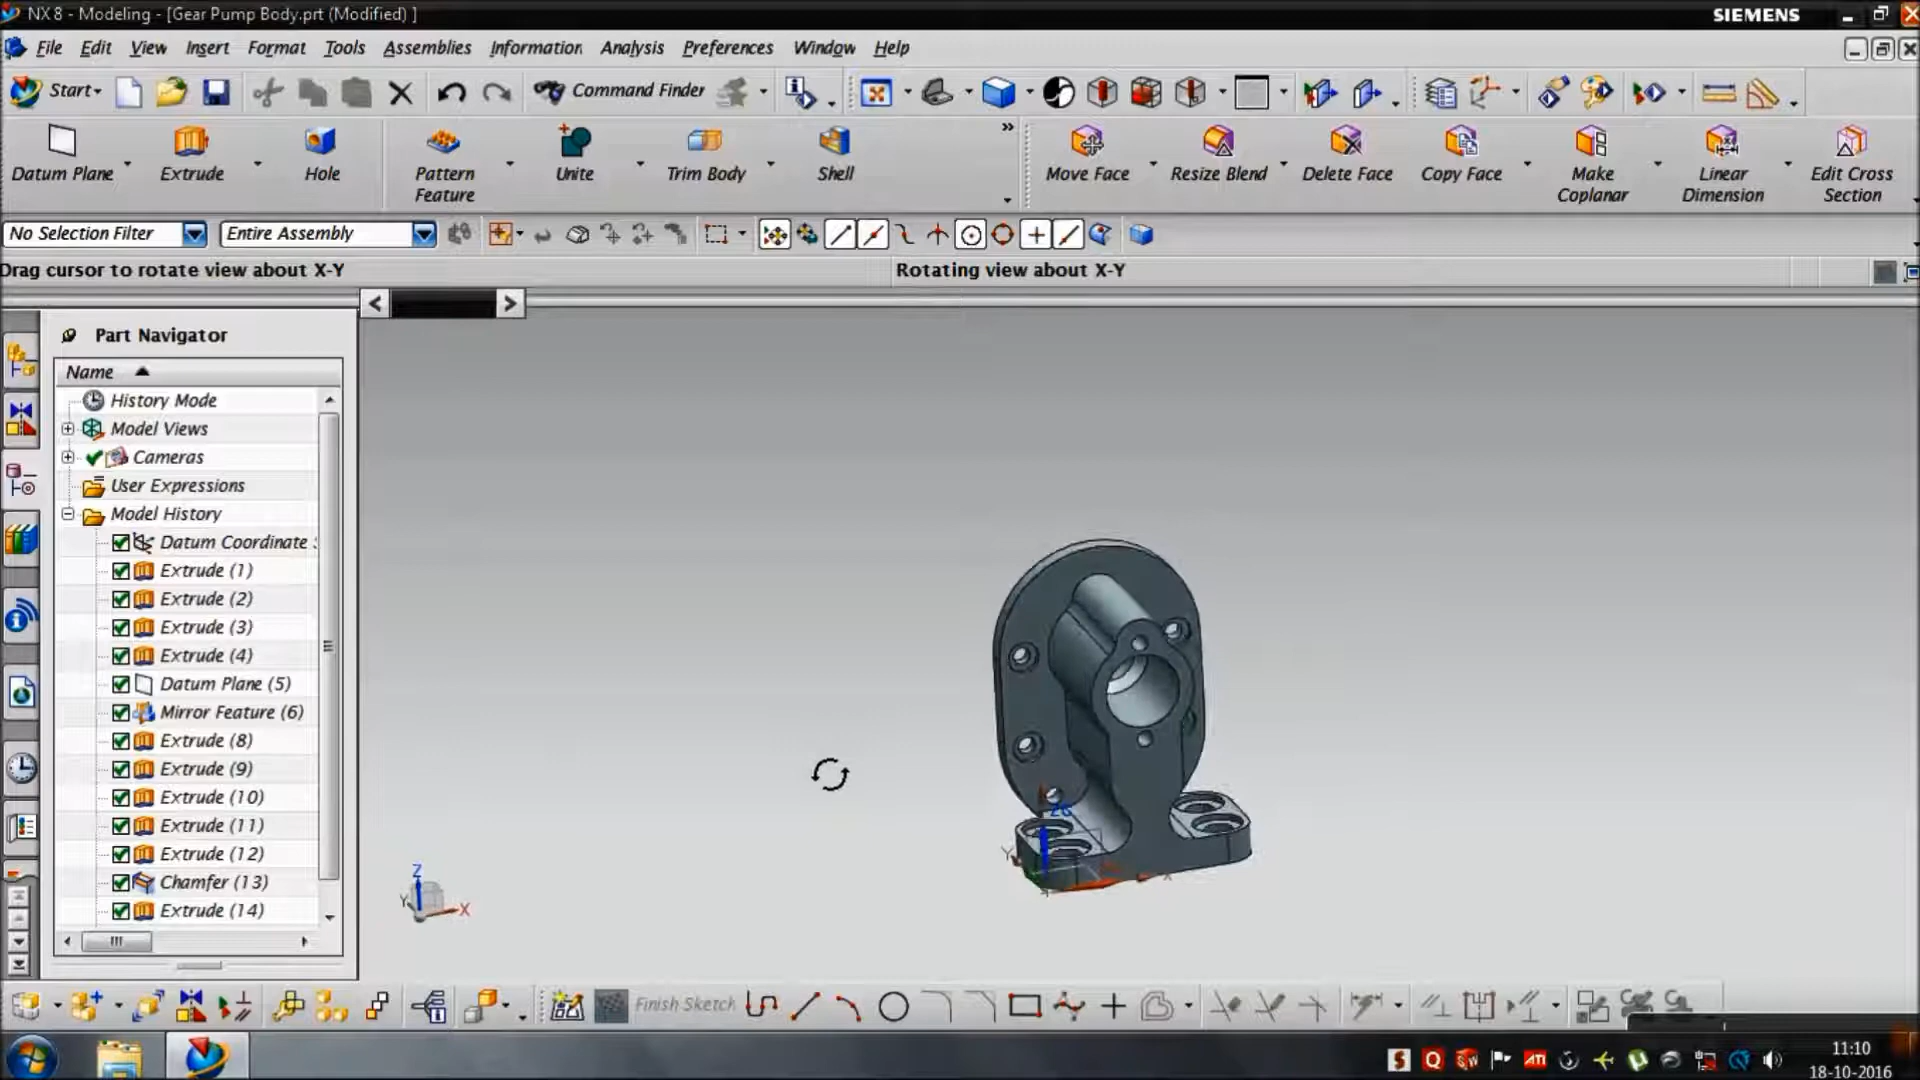 NX 8 - Modeling - [Gear Pump Body.prt (Modified) ]
SIEMENS
File Edit View Insert Format Tools Assemblies Information Analysis Preferences Window Help
Start Command Finder
Datum Plane Extrude Hole Pattern Feature Unite Trim Body Shell Move Face Resize Blend Delete Face Copy Face Make Coplanar Linear Dimension Edit Cross Section
No Selection Filter Entire Assembly
Drag cursor to rotate view about X-Y
Rotating view about X-Y
Part Navigator
Name
History Mode
Model Views
Cameras
User Expressions
Model History
Datum Coordinate
Extrude (1)
Extrude (2)
Extrude (3)
Extrude (4)
Datum Plane (5)
Mirror Feature (6)
Extrude (8)
Extrude (9)
Extrude (10)
Extrude (11)
Extrude (12)
Chamfer (13)
Extrude (14)
Z
Y
X
Finish Sketch
ATI
11:10
18-10-2016